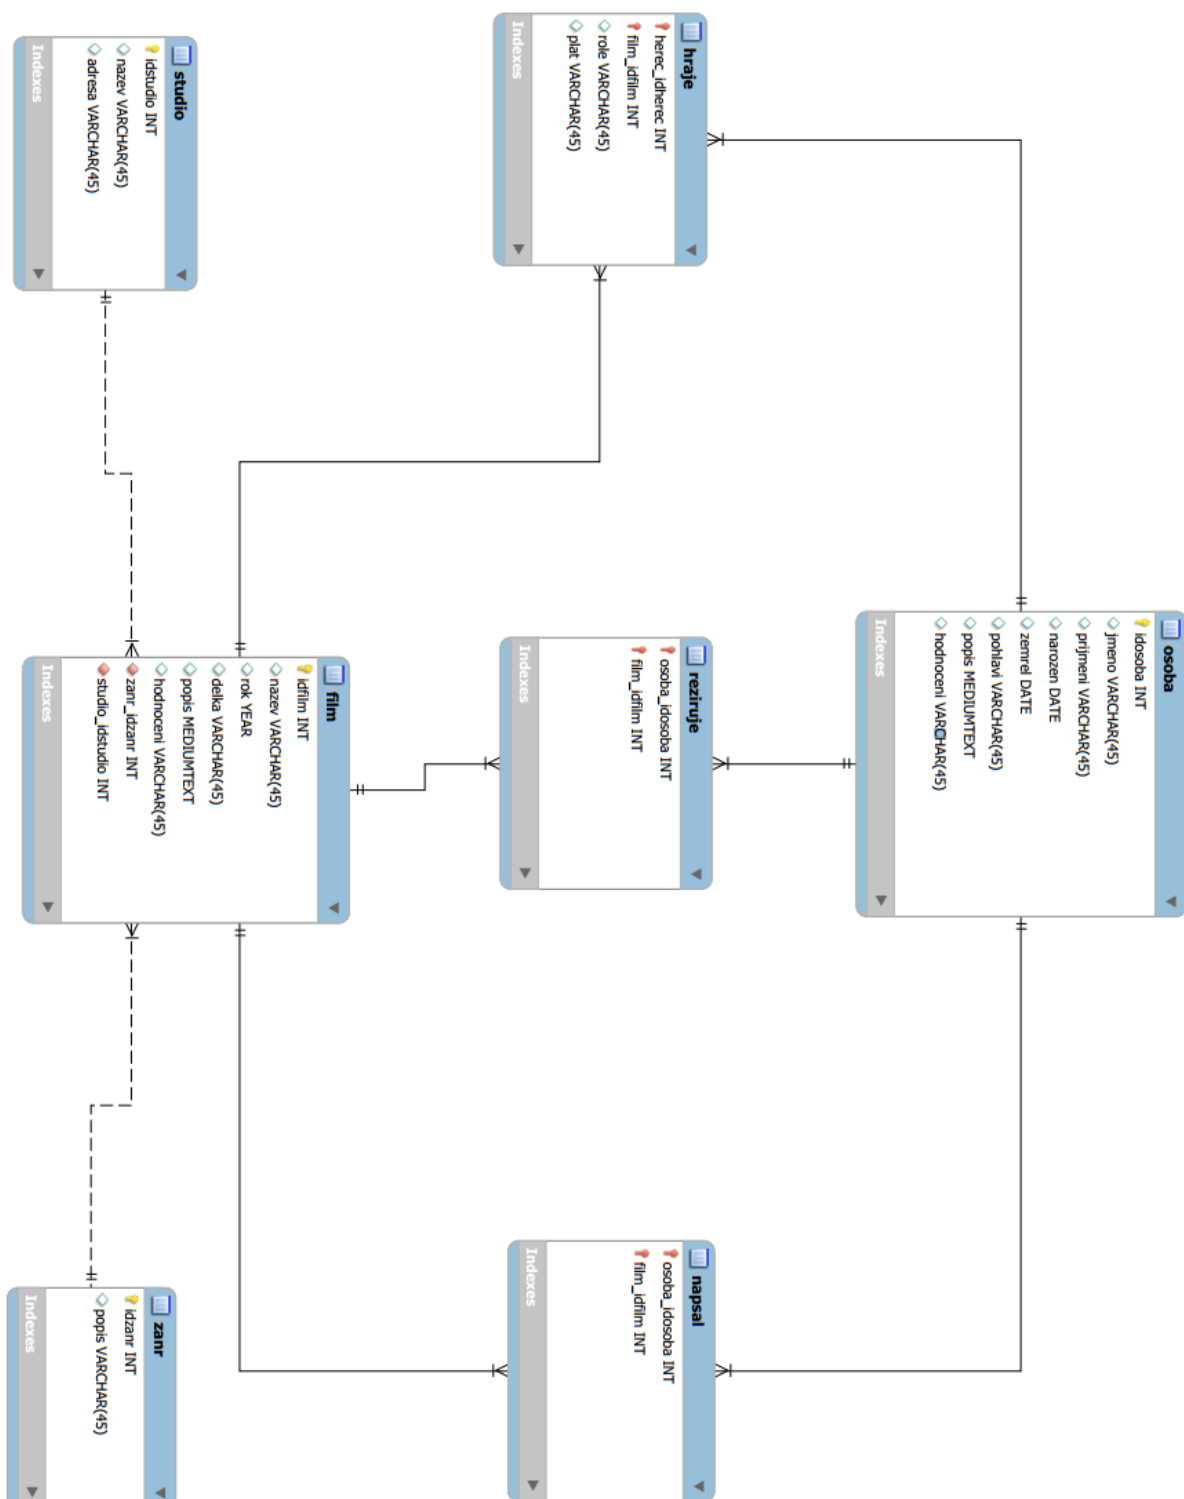 studio
idstudio INT
nazev VARCHAR(45)
adresa VARCHAR(45)
Indexes
hraje
herec_idherec INT
film_idfilm INT
role VARCHAR(45)
plat VARCHAR(45)
Indexes
osoba
idosoba INT
jmeno VARCHAR(45)
prijmeni VARCHAR(45)
narozen DATE
zemrel DATE
pohlavi VARCHAR(45)
popis MEDIUMTEXT
hodnoceni VARCHAR(45)
Indexes
reziruje
osoba_idosoba INT
film_idfilm INT
Indexes
film
idfilm INT
nazev VARCHAR(45)
rok YEAR
delka VARCHAR(45)
popis MEDIUMTEXT
hodnoceni VARCHAR(45)
zanr_idzanr INT
studio_idstudio INT
Indexes
napsal
osoba_idosoba INT
film_idfilm INT
Indexes
zanr
idzanr INT
popis VARCHAR(45)
Indexes